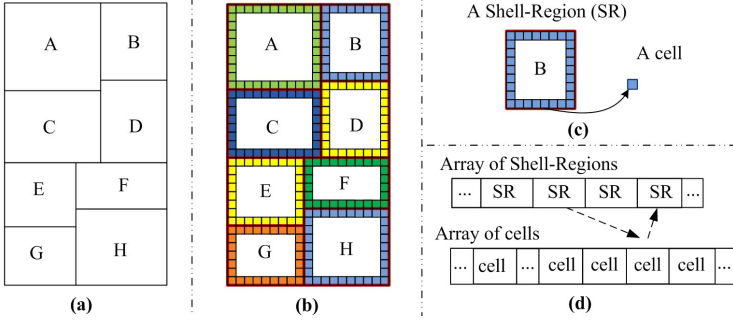 A
B
C
D
E
F
G
H
(a)
A
B
C
D
E
F
G
H
(b)
A Shell-Region (SR)
B
A cell
(c)
Array of Shell-Regions
... SR SR SR SR ...
Array of cells
... cell ... cell cell cell cell ...
(d)